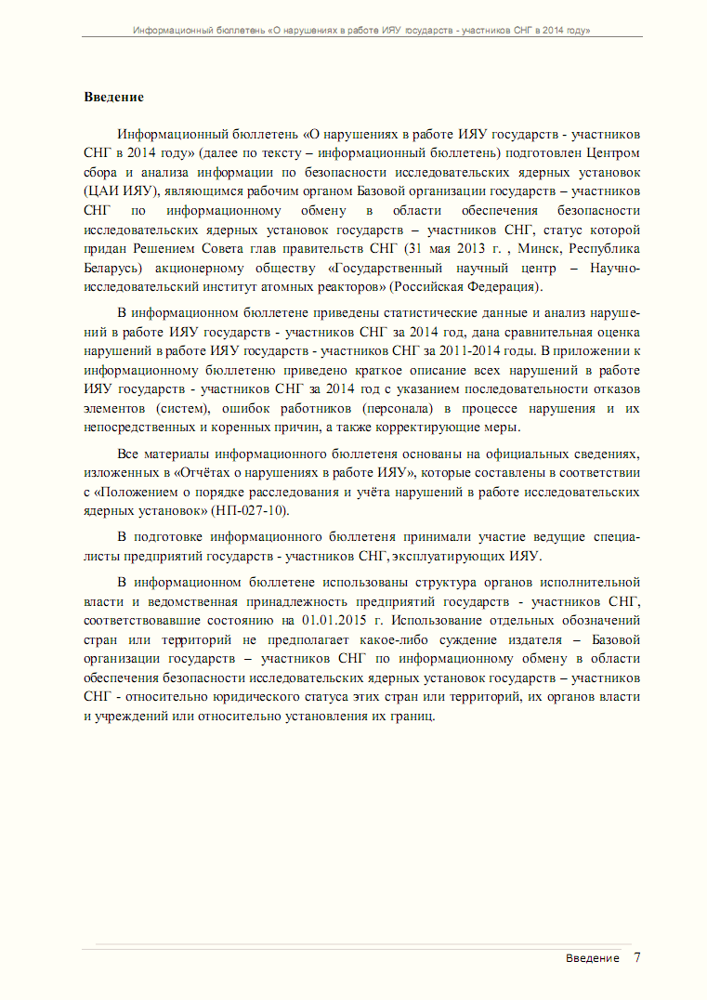 Информационный бюллетень «О нарушениях в работе ИЯУ государств - участников СНГ в 2014 году»
Введение
Информационный бюллетень «О нарушениях в работе ИЯУ государств - участников
СНГ в 2014 году» (далее по тексту – информационный бюллетень) подготовлен Центром
сбора и анализа информации по безопасности исследовательских ядерных установок
(ЦАИ ИЯУ), являющимся рабочим органом Базовой организации государств – участников
СНГ по информационному обмену в области обеспечения безопасности
исследовательских ядерных установок государств – участников СНГ, статус которой
придан Решением Совета глав правительств СНГ (31 мая 2013 г. , Минск, Республика
Беларусь) акционерному обществу «Государственный научный центр – Научно-
исследовательский институт атомных реакторов» (Российская Федерация).
В информационном бюллетене приведены статистические данные и анализ наруше-
ний в работе ИЯУ государств - участников СНГ за 2014 год, дана сравнительная оценка
нарушений в работе ИЯУ государств - участников СНГ за 2011-2014 годы. В приложении к
информационному бюллетеню приведено краткое описание всех нарушений в работе
ИЯУ государств - участников СНГ за 2014 год с указанием последовательности отказов
элементов (систем), ошибок работников (персонала) в процессе нарушения и их
непосредственных и коренных причин, а также корректирующие меры.
Все материалы информационного бюллетеня основаны на официальных сведениях,
изложенных в «Отчётах о нарушениях в работе ИЯУ», которые составлены в соответствии
с «Положением о порядке расследования и учёта нарушений в работе исследовательских
ядерных установок» (НП-027-10).
В подготовке информационного бюллетеня принимали участие ведущие специа-
листы предприятий государств - участников СНГ, эксплуатирующих ИЯУ.
В информационном бюллетене использованы структура органов исполнительной
власти и ведомственная принадлежность предприятий государств - участников СНГ,
соответствовавшие состоянию на 01.01.2015 г. Использование отдельных обозначений
стран или территорий не предполагает какое-либо суждение издателя – Базовой
организации государств – участников СНГ по информационному обмену в области
обеспечения безопасности исследовательских ядерных установок государств – участников
СНГ - относительно юридического статуса этих стран или территорий, их органов власти
и учреждений или относительно установления их границ.
Введение 7